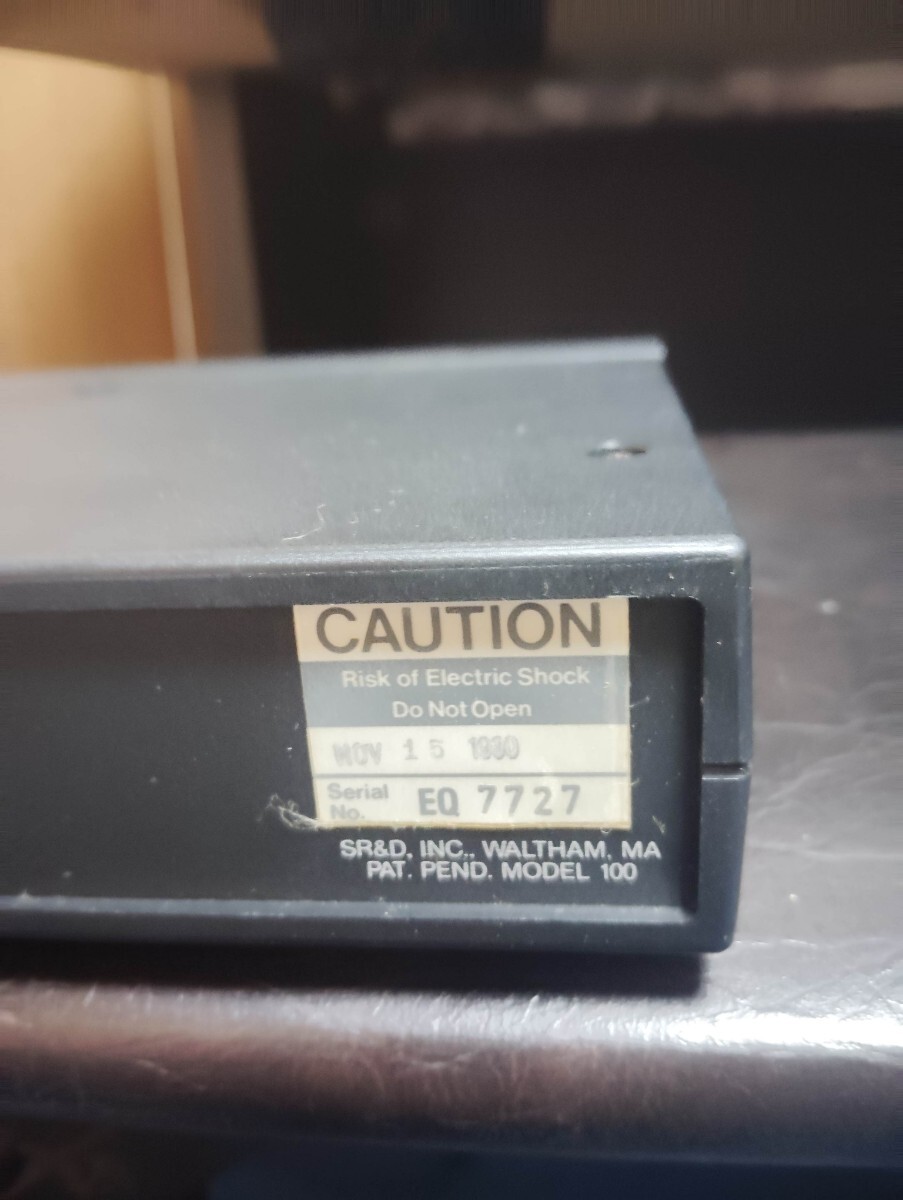 CAUTION
Risk of Electric Shock
Do Not Open
NOV 15
Serial
No. EQ 7727
SR&D, INC., WALTHAM, MA
PAT. PEND. MODEL 100